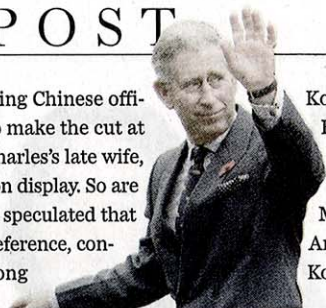 POST
ing Chinese offi-
o make the cut at
harles's late wife,
on display. So are
speculated that
eference, con-
ong
Ko
M
Ar
Ko